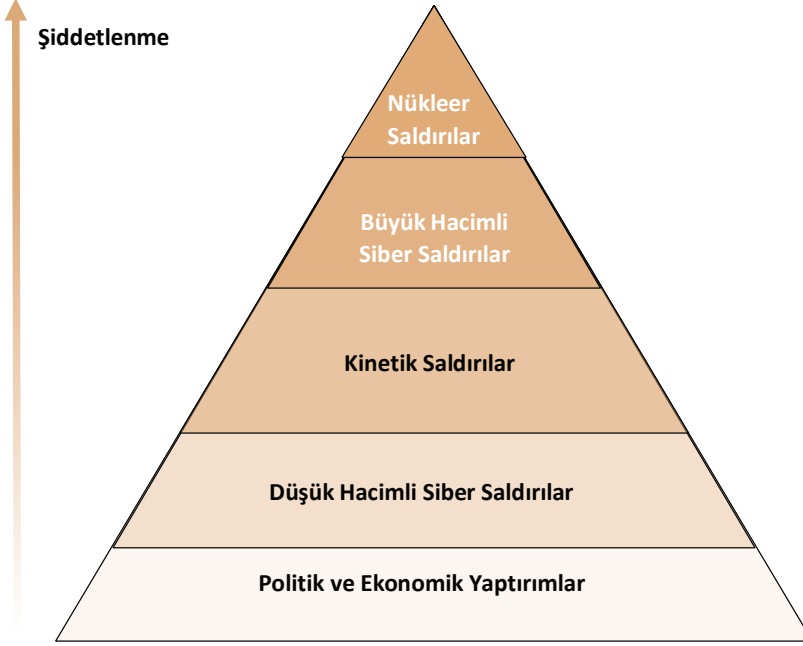 Şiddetlenme
Nükleer
Saldırılar
Büyük Hacimli
Siber Saldırılar
Kinetik Saldırılar
Düşük Hacimli Siber Saldırılar
Politik ve Ekonomik Yaptırımlar